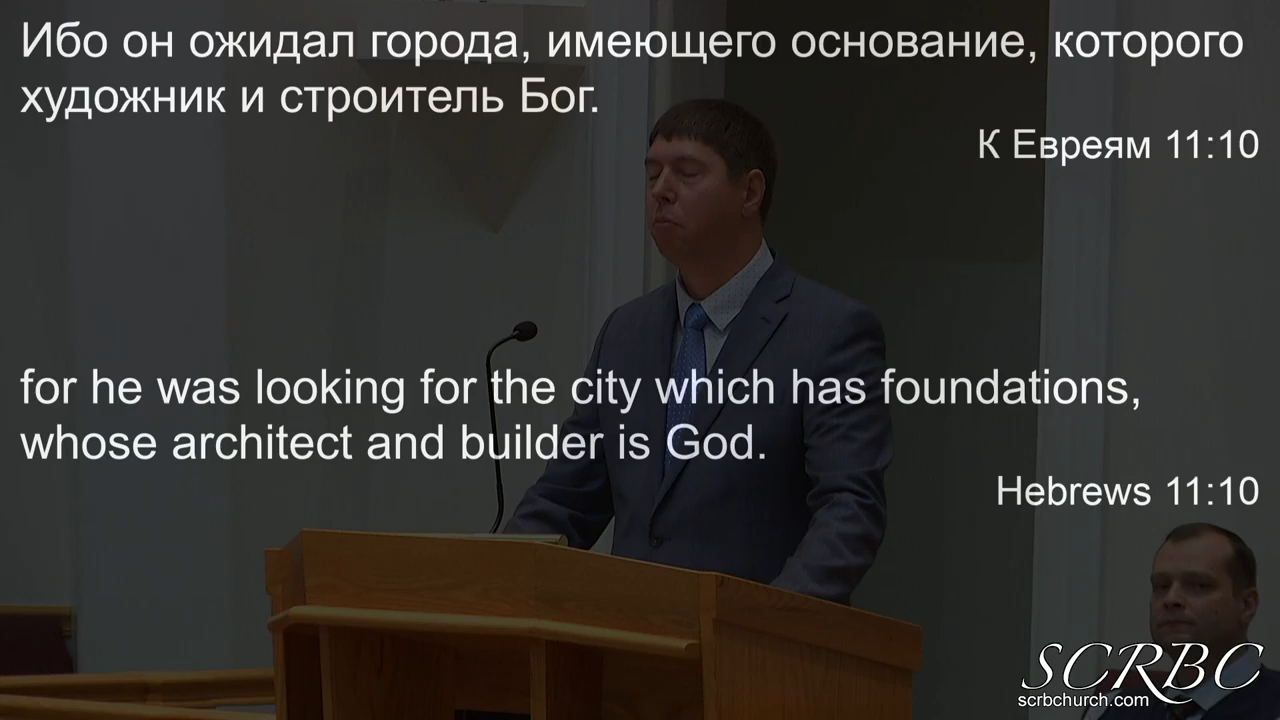 Ибо он ожидал города, имеющего основание, которого
художник и строитель Бог.
К Евреям 11:10
for he was looking for the city which has foundations,
whose architect and builder is God.
Hebrews 11:10
SCRBC
scrbchurch.com